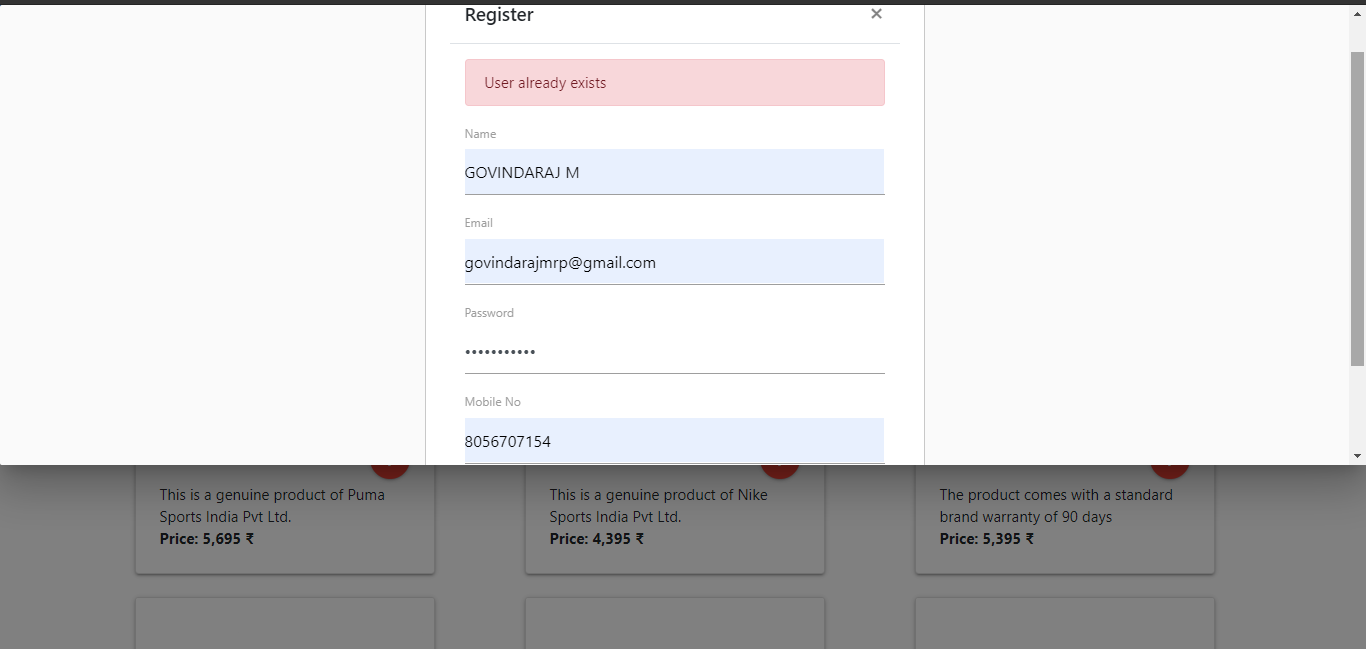 Register
×
User already exists
Name
GOVINDARAJ M
Email
govindarajmrp@gmail.com
Password
•••••••••••
Mobile No
8056707154
This is a genuine product of Puma
Sports India Pvt Ltd.
Price: 5,695 ₹
This is a genuine product of Nike
Sports India Pvt Ltd.
Price: 4,395 ₹
The product comes with a standard
brand warranty of 90 days
Price: 5,395 ₹